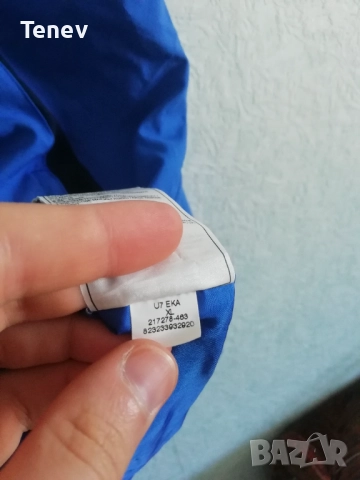 Tenev
U7 EKA
XL
217278-463
823233932920
BAZAR